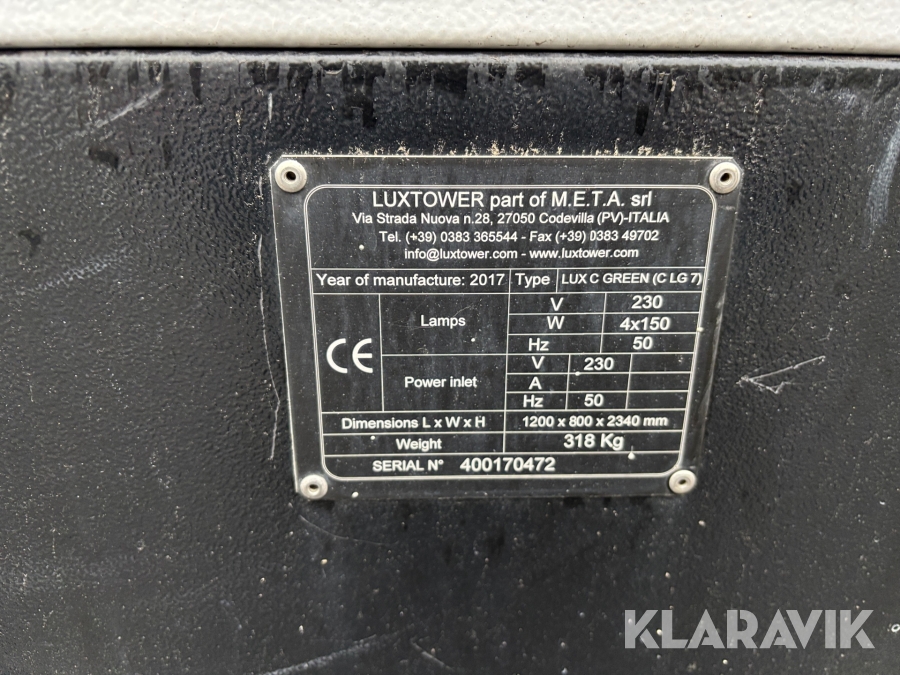 LUXTOWER part of M.E.T.A. srl
Via Strada Nuova n.28, 27050 Codevilla (PV)-ITALIA
Tel. (+39) 0383 365544 - Fax (+39) 0383 49702
info@luxtower.com - www.luxtower.com
Year of manufacture: 2017 Type LUX C GREEN (C LG 7)
CE
Lamps
V 230
W 4x150
Hz 50
Power inlet
V 230
A
Hz 50
Dimensions L x W x H 1200 x 800 x 2340 mm
Weight 318 Kg
SERIAL N° 400170472
KLARAVIK